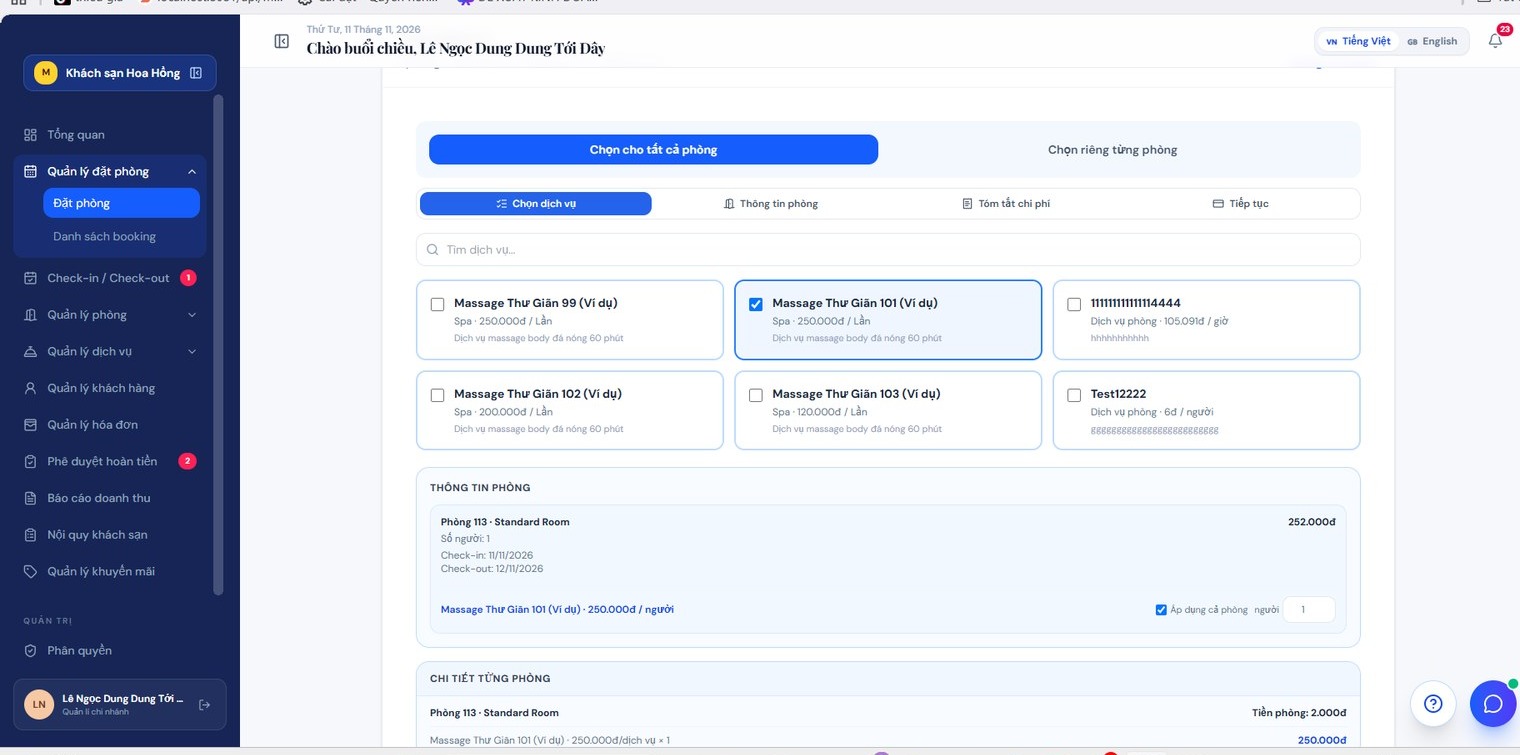 Thứ Tư, 11 Tháng 11, 2026
Chào buổi chiều, Lê Ngọc Dung Dung Tới Đây
VN Tiếng Việt GB English
23
M Khách sạn Hoa Hồng
Tổng quan
Quản lý đặt phòng
Đặt phòng
Danh sách booking
Check-in / Check-out 1
Quản lý phòng
Quản lý dịch vụ
Quản lý khách hàng
Quản lý hóa đơn
Phê duyệt hoàn tiền 2
Báo cáo doanh thu
Nội quy khách sạn
Quản lý khuyến mãi
QUẢN TRỊ
Phân quyền
LN Lê Ngọc Dung Dung Tới ...
Quản lí chi nhánh
Chọn cho tất cả phòng
Chọn riêng từng phòng
Chọn dịch vụ
Thông tin phòng
Tóm tắt chi phí
Tiếp tục
Tìm dịch vụ...
Massage Thư Giãn 99 (Ví dụ)
Spa · 250.000đ / Lần
Dịch vụ massage body đá nóng 60 phút
Massage Thư Giãn 101 (Ví dụ)
Spa · 250.000đ / Lần
Dịch vụ massage body đá nóng 60 phút
Dịch vụ phòng · 105.091đ / giờ
Massage Thư Giãn 102 (Ví dụ)
Spa · 200.000đ / Lần
Dịch vụ massage body đá nóng 60 phút
Massage Thư Giãn 103 (Ví dụ)
Spa · 120.000đ / Lần
Dịch vụ massage body đá nóng 60 phút
Test12222
Dịch vụ phòng · 6đ / người
THÔNG TIN PHÒNG
Phòng 113 · Standard Room 252.000đ
Số người: 1
Check-in: 11/11/2026
Check-out: 12/11/2026
Massage Thư Giãn 101 (Ví dụ) · 250.000đ / người
Áp dụng cả phòng người 1
CHI TIẾT TỪNG PHÒNG
Phòng 113 · Standard Room Tiền phòng: 2.000đ
Massage Thư Giãn 101 (Ví dụ) · 250.000đ/dịch vụ × 1 250.000đ